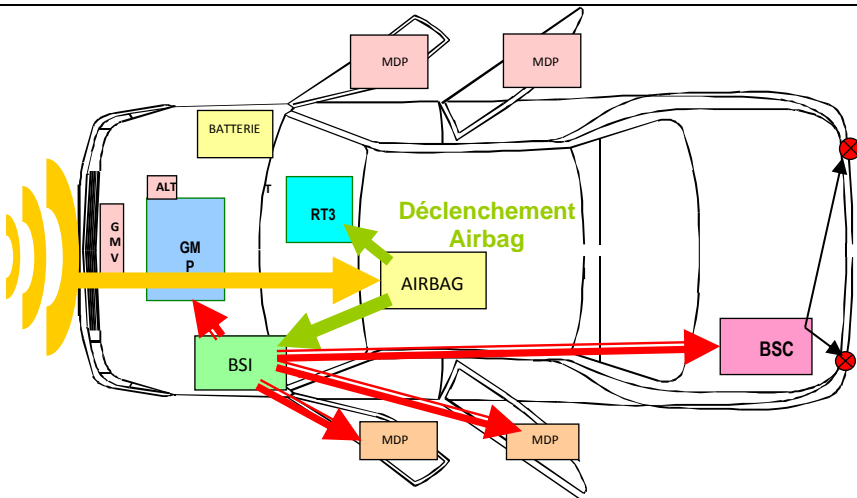 MDP
MDP
BATTERIE
ALT
T
RT3
Déclenchement
Airbag
G
M
V
GM
P
AIRBAG
BSI
BSC
MDP
MDP